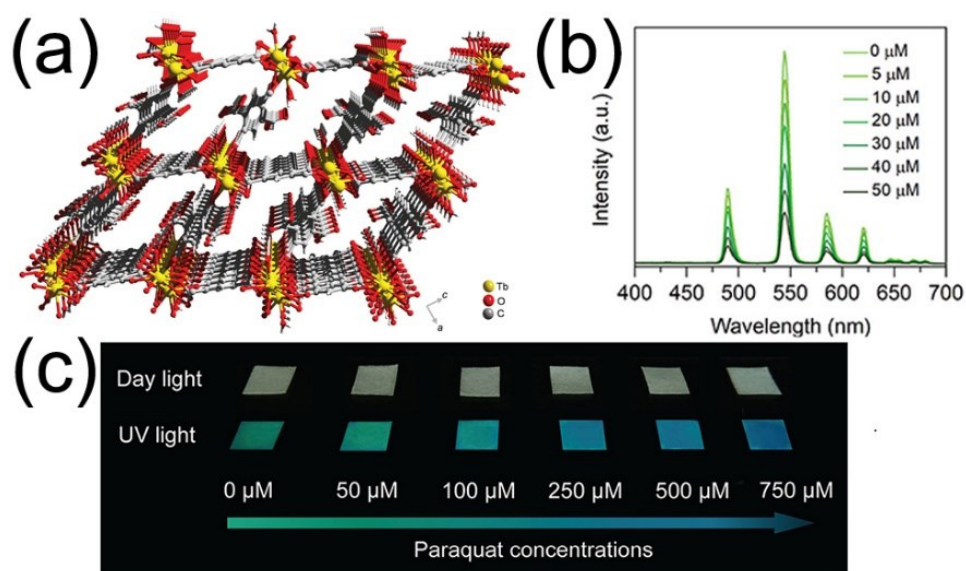 (a)
Tb
O
C
c
a
(b)
Intensity (a.u.)
0 μM
5 μM
10 μM
20 μM
30 μM
40 μM
50 μM
400 450 500 550 600 650 700
Wavelength (nm)
(c)
Day light
UV light
0 μM 50 μM 100 μM 250 μM 500 μM 750 μM
Paraquat concentrations